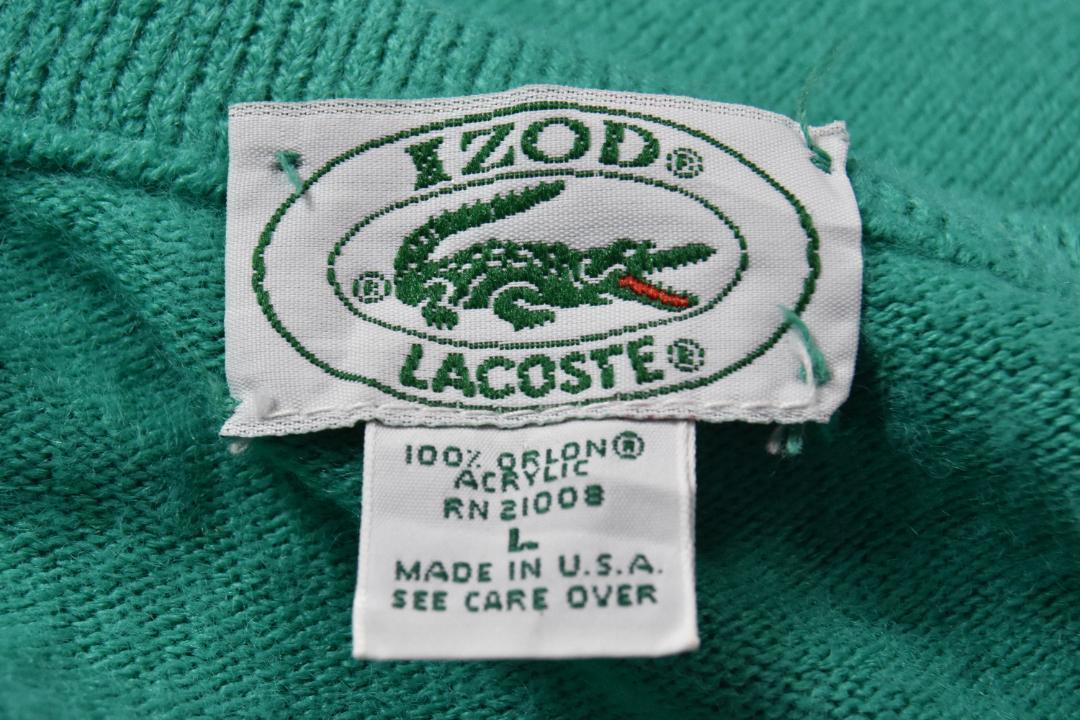 IZOD®
®
LACOSTE®
100% ORLON®
ACRYLIC
RN 21008
L
MADE IN U.S.A.
SEE CARE OVER